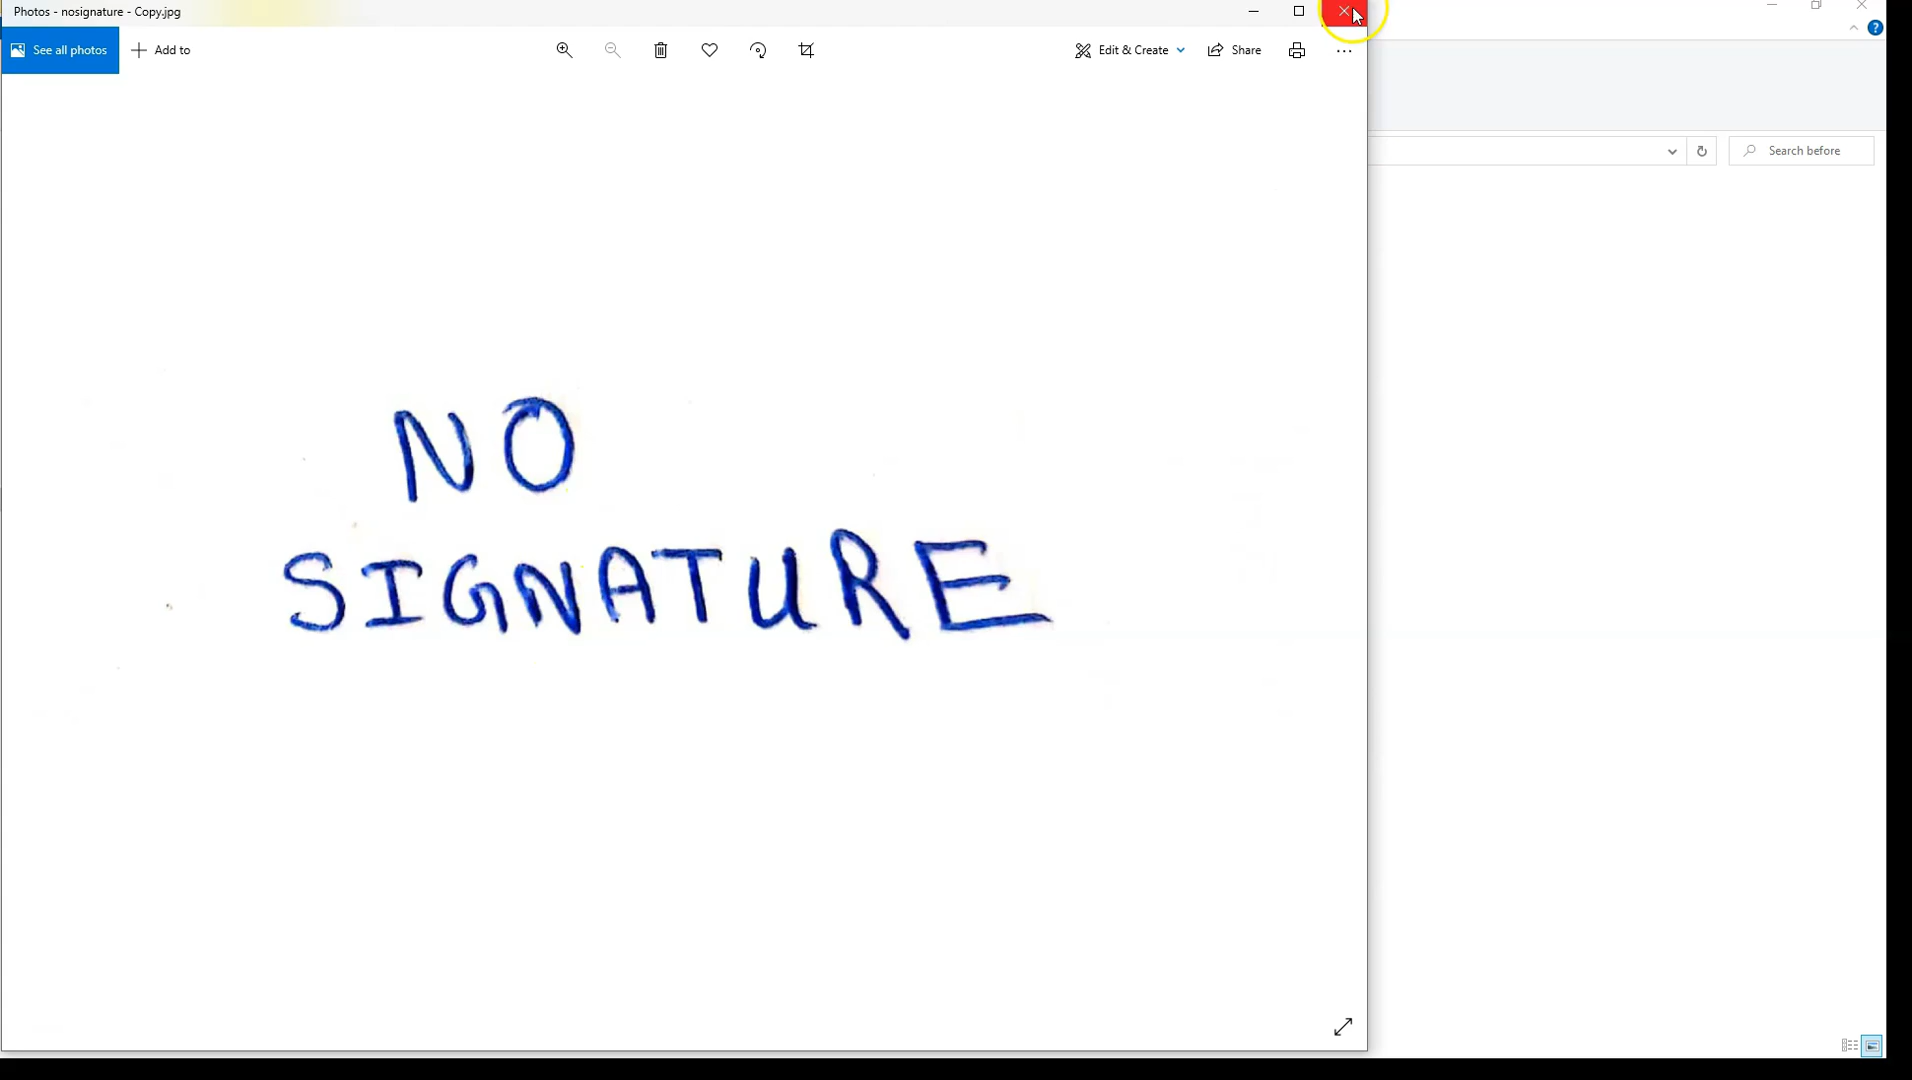 Photos - nosignature - Copy.jpg
See all photos
Add to
Edit & Create
Share
Search before
NO
SIGNATURE